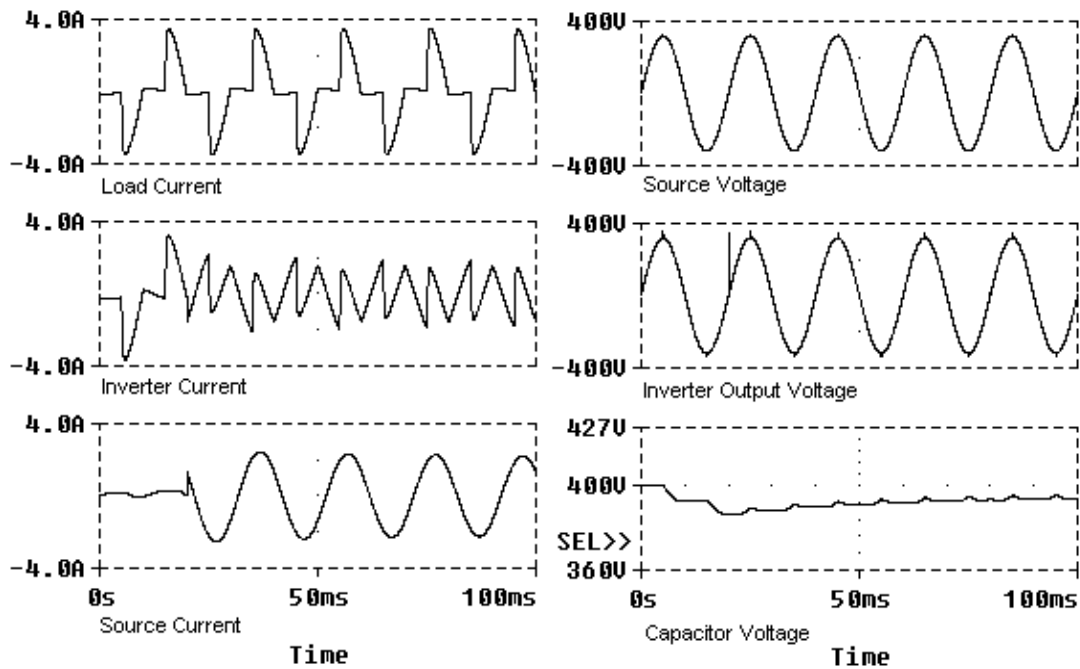 4.0A
-4.0A
Load Current
4.0A
-4.0A
Inverter Current
4.0A
-4.0A
0s
50ms
100ms
Source Current
Time
400V
-400V
Source Voltage
400V
-400V
Inverter Output Voltage
427V
400V
SEL>>
360V
0s
50ms
100ms
Capacitor Voltage
Time